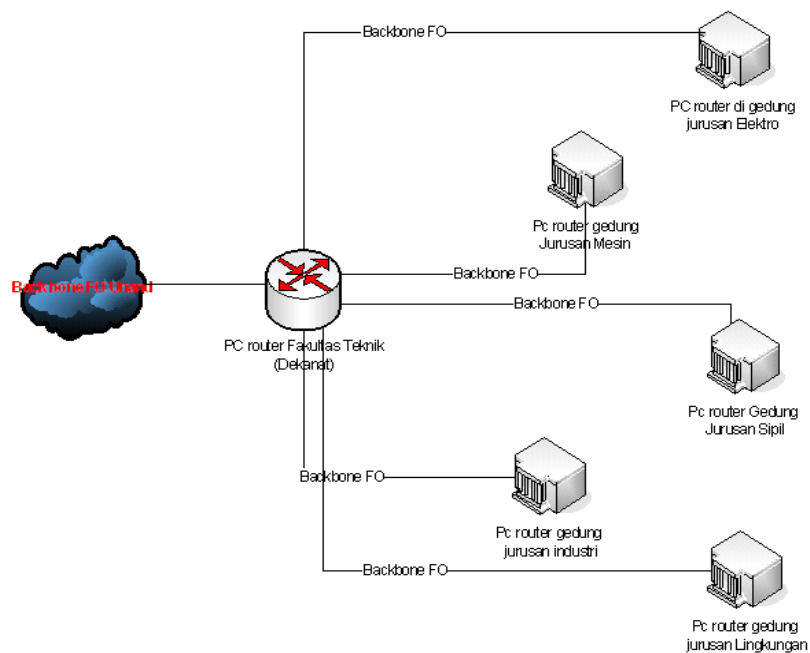 Backbone FO
PC router di gedung
jurusan Elektro
Pc router gedung
Jurusan Mesin
Backbone FO
Backbone FO Unand
Backbone FO
PC router Fakultas Teknik
(Dekanat)
Pc router Gedung
Jurusan Sipil
Backbone FO
Pc router gedung
jurusan industri
Backbone FO
Pc router gedung
jurusan Lingkungan